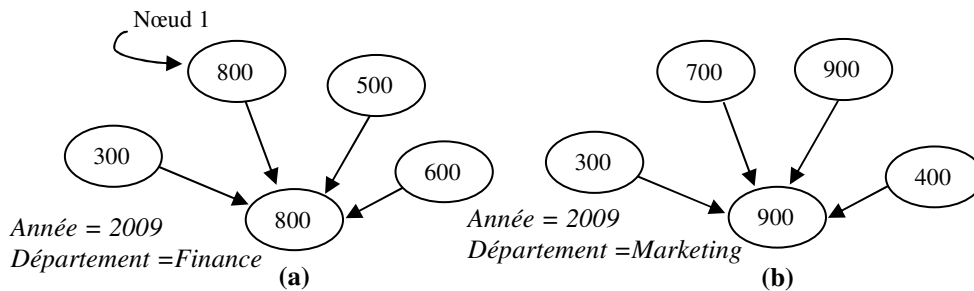 Nœud 1
800
500
300
600
800
Année = 2009
Département =Finance
(a)
700
900
300
400
900
Année = 2009
Département =Marketing
(b)